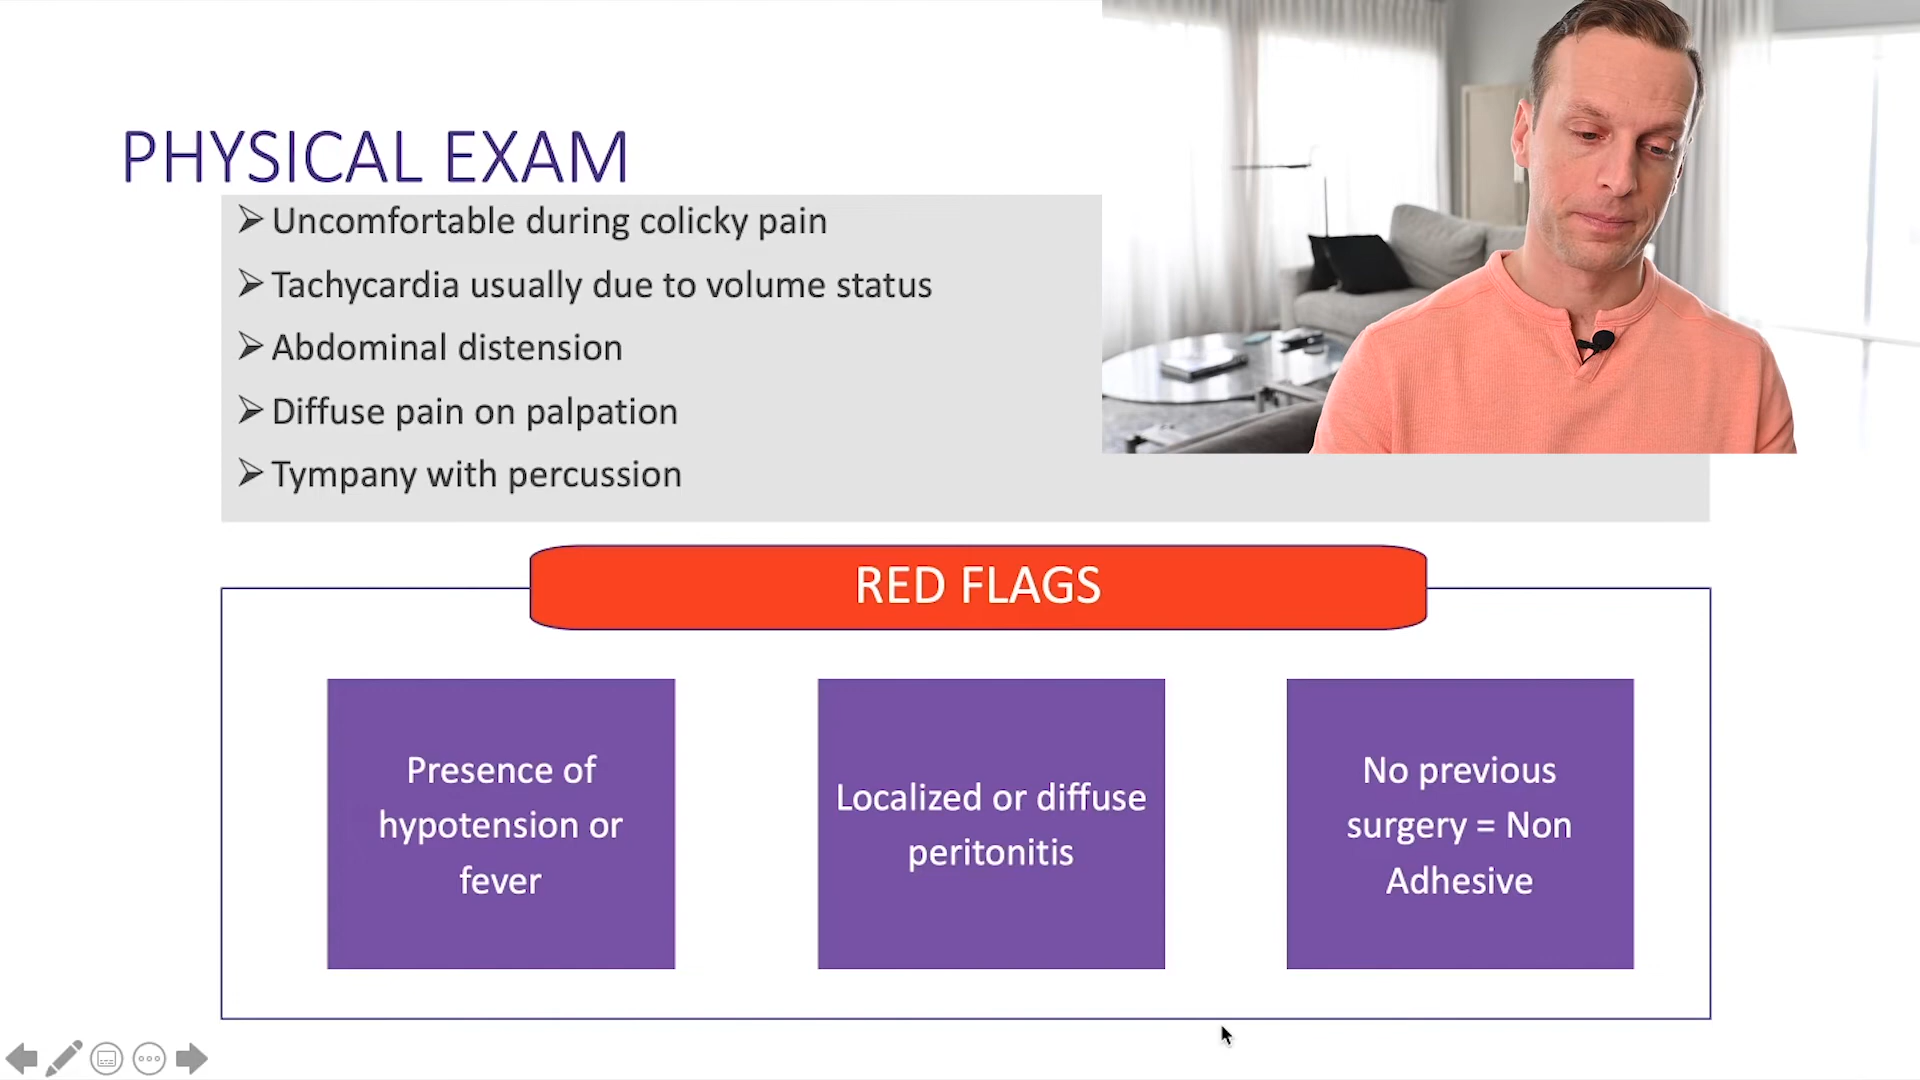 PHYSICAL EXAM
Uncomfortable during colicky pain
Tachycardia usually due to volume status
Abdominal distension
Diffuse pain on palpation
Tympany with percussion
RED FLAGS
Presence of
hypotension or
fever
Localized or diffuse
peritonitis
No previous
surgery = Non
Adhesive